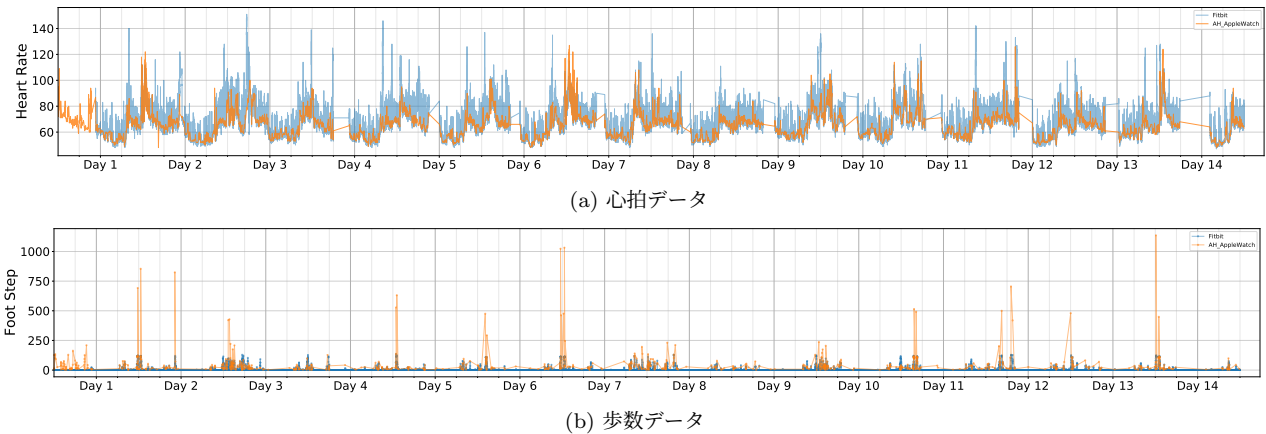 Heart Rate
140
120
100
80
60
Fitbit
AH_AppleWatch
Day 1 Day 2 Day 3 Day 4 Day 5 Day 6 Day 7 Day 8 Day 9 Day 10 Day 11 Day 12 Day 13 Day 14
(a) 心拍データ
Foot Step
1000
750
500
250
0
Fitbit
AH_AppleWatch
Day 1 Day 2 Day 3 Day 4 Day 5 Day 6 Day 7 Day 8 Day 9 Day 10 Day 11 Day 12 Day 13 Day 14
(b) 歩数データ